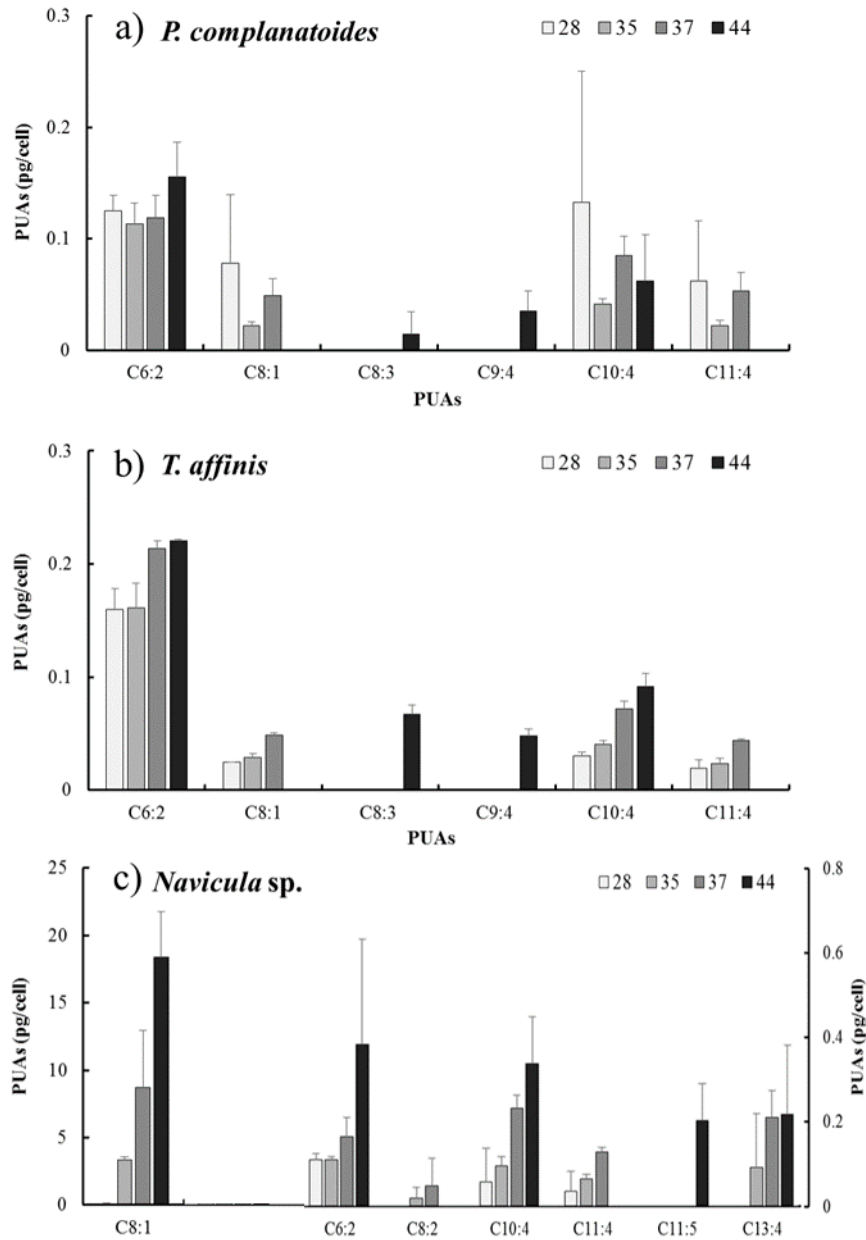 a) P. complanatoides
28 35 37 44
PUAs (pg/cell)
0.3
0.2
0.1
0
C6:2 C8:1 C8:3 C9:4 C10:4 C11:4
PUAs
b) T. affinis
28 35 37 44
PUAs (pg/cell)
0.3
0.2
0.1
0
C6:2 C8:1 C8:3 C9:4 C10:4 C11:4
PUAs
c) Navicula sp.
28 35 37 44
PUAs (pg/cell)
25
20
15
10
5
0
0.8
0.6
0.4
0.2
0
PUAs (pg/cell)
C8:1 C6:2 C8:2 C10:4 C11:4 C11:5 C13:4